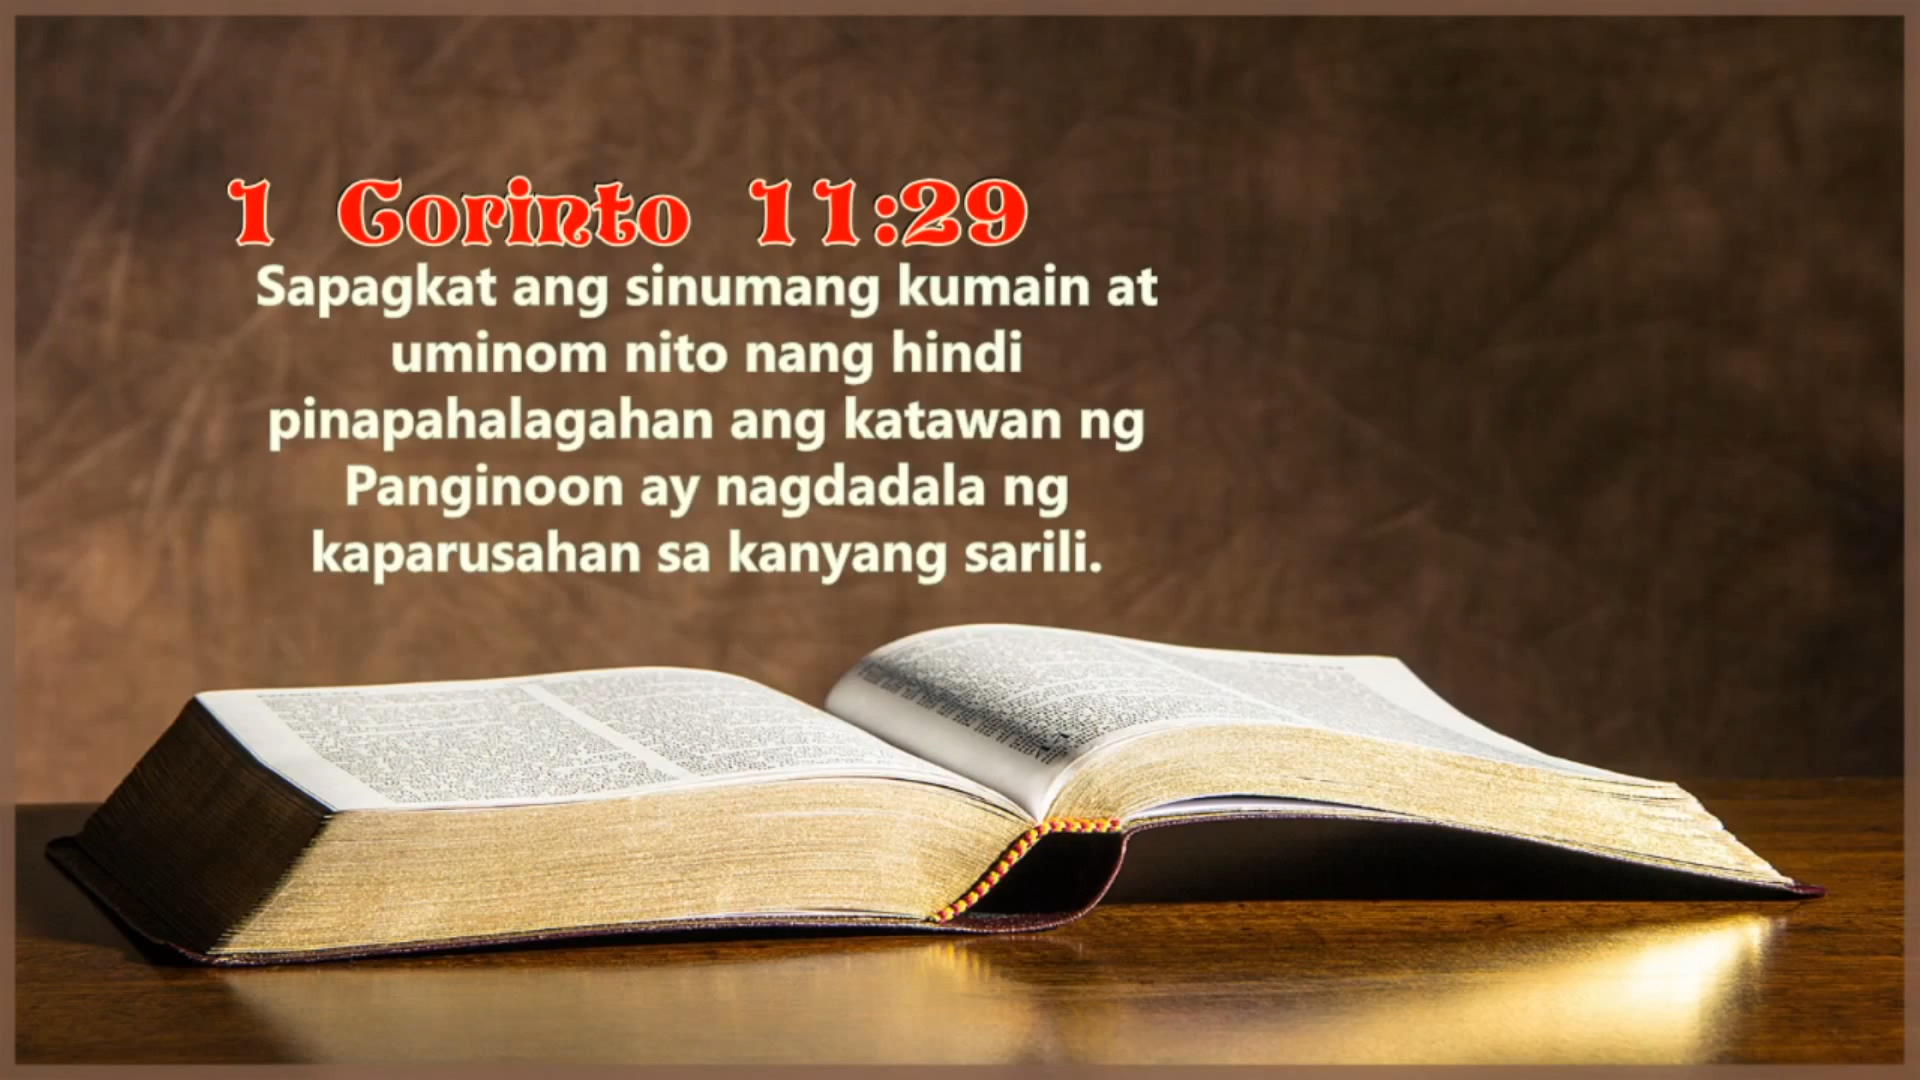 1 Corinto 11:29
Sapagkat ang sinumang kumain at
uminom nito nang hindi
pinapahalagahan ang katawan ng
Panginoon ay nagdadala ng
kaparusahan sa kanyang sarili.